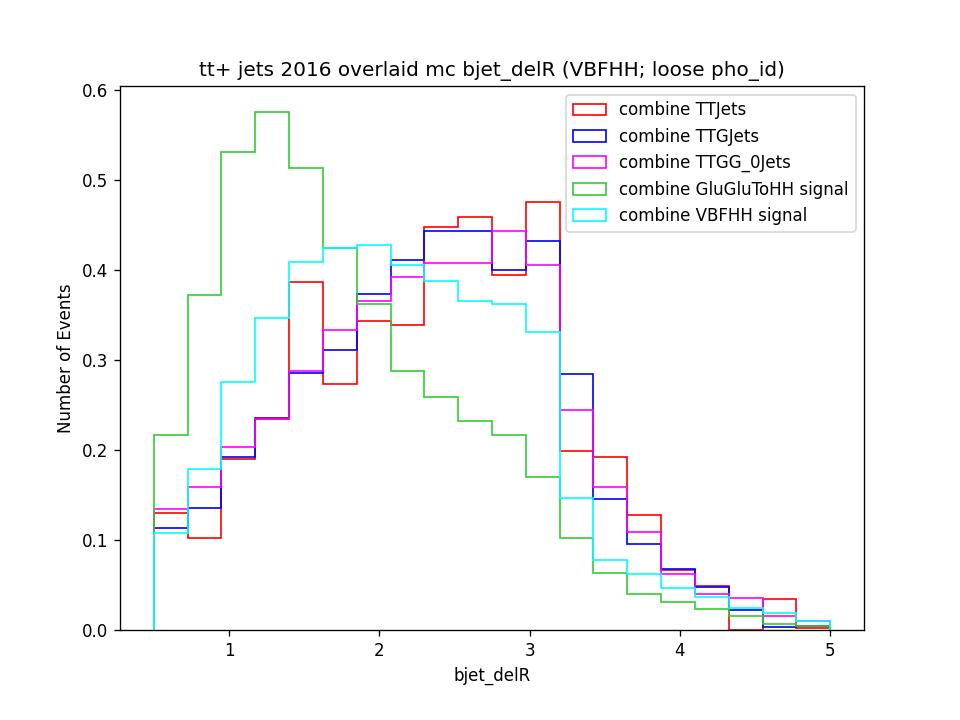 tt+ jets 2016 overlaid mc bjet_delR (VBFHH; loose pho_id)
combine TTJets
combine TTGJets
combine TTGG_0Jets
combine GluGluToHH signal
combine VBFHH signal
Number of Events
0.6
0.5
0.4
0.3
0.2
0.1
0.0
1 2 3 4 5
bjet_delR